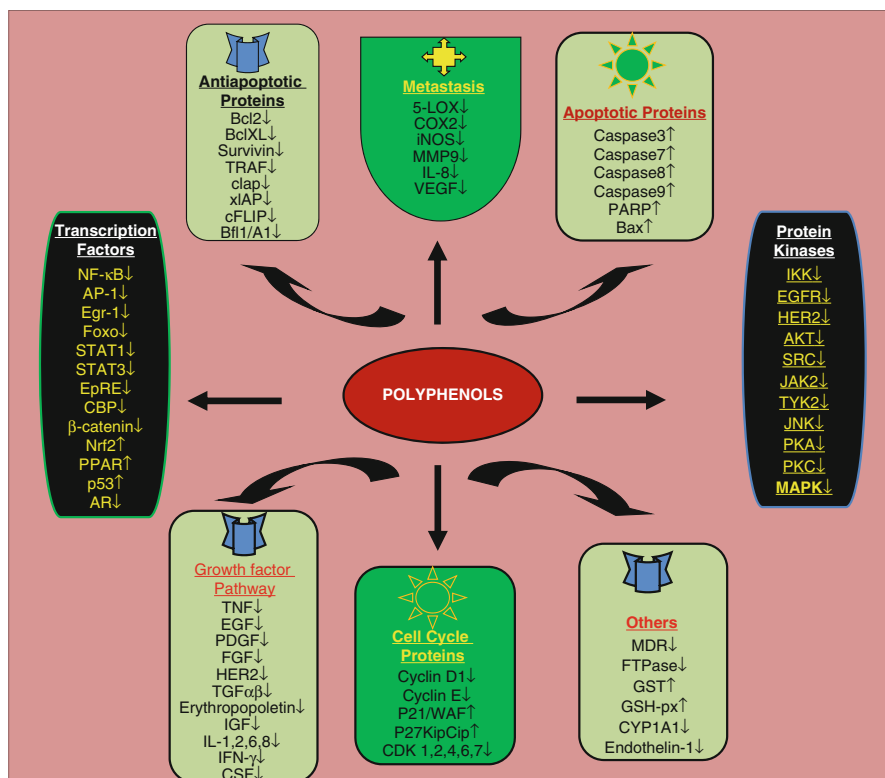 Antiapoptotic
Proteins
Bcl2↓
BclXL↓
Survivin↓
TRAF↓
clap↓
xlAP↓
cFLIP↓
Bfl1/A1↓
Metastasis
5-LOX↓
COX2↓
iNOS↓
MMP9↓
IL-8↓
VEGF↓
Apoptotic Proteins
Caspase3↑
Caspase7↑
Caspase8↑
Caspase9↑
PARP↑
Bax↑
Transcription
Factors
NF-κB↓
AP-1↓
Egr-1↓
Foxo↓
STAT1↓
STAT3↓
EpRE↓
CBP↓
β-catenin↓
Nrf2↑
PPAR↑
p53↑
AR↓
POLYPHENOLS
Protein
Kinases
IKK↓
EGFR↓
HER2↓
AKT↓
SRC↓
JAK2↓
TYK2↓
JNK↓
PKA↓
PKC↓
MAPK↓
Growth factor
Pathway
TNF↓
EGF↓
PDGF↓
FGF↓
HER2↓
TGFαβ↓
Erythropopoletin↓
IGF↓
IL-1,2,6,8↓
IFN-γ↓
CSF↓
Cell Cycle
Proteins
Cyclin D1↓
Cyclin E↓
P21/WAF↑
P27KipCip↑
CDK 1,2,4,6,7↓
Others
MDR↓
FTPase↓
GST↑
GSH-px↑
CYP1A1↓
Endothelin-1↓